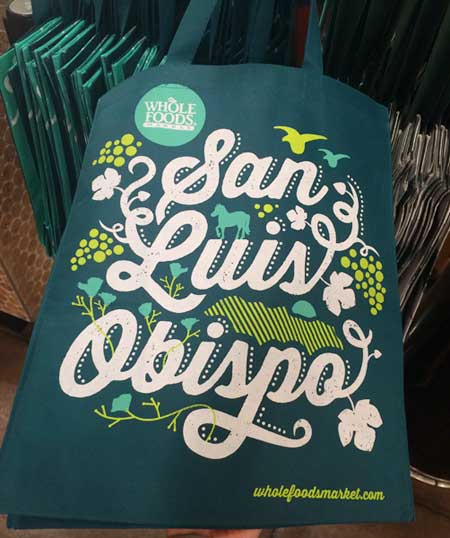 WHOLE
FOODS
MARKET
San
Luis
Obispo
wholefoodsmarket.com